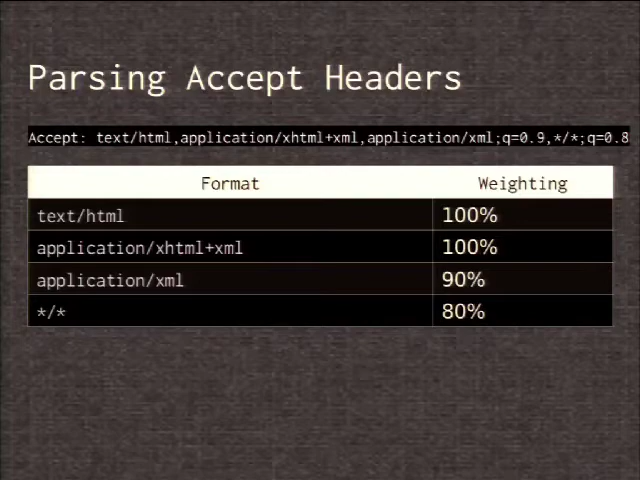 Parsing Accept Headers
Accept: text/html,application/xhtml+xml,application/xml;q=0.9,*/*;q=0.8
Format Weighting
text/html 100%
application/xhtml+xml 100%
application/xml 90%
*/* 80%